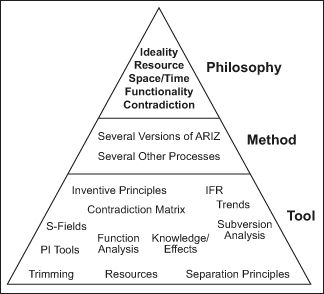 Ideality
Resource
Space/Time
Functionality
Contradiction
Philosophy
Several Versions of ARIZ
Several Other Processes
Method
Inventive Principles
IFR
Contradiction Matrix
Trends
Tool
S-Fields
Subversion
Analysis
PI Tools
Function
Analysis
Knowledge/
Effects
Trimming
Resources
Separation Principles